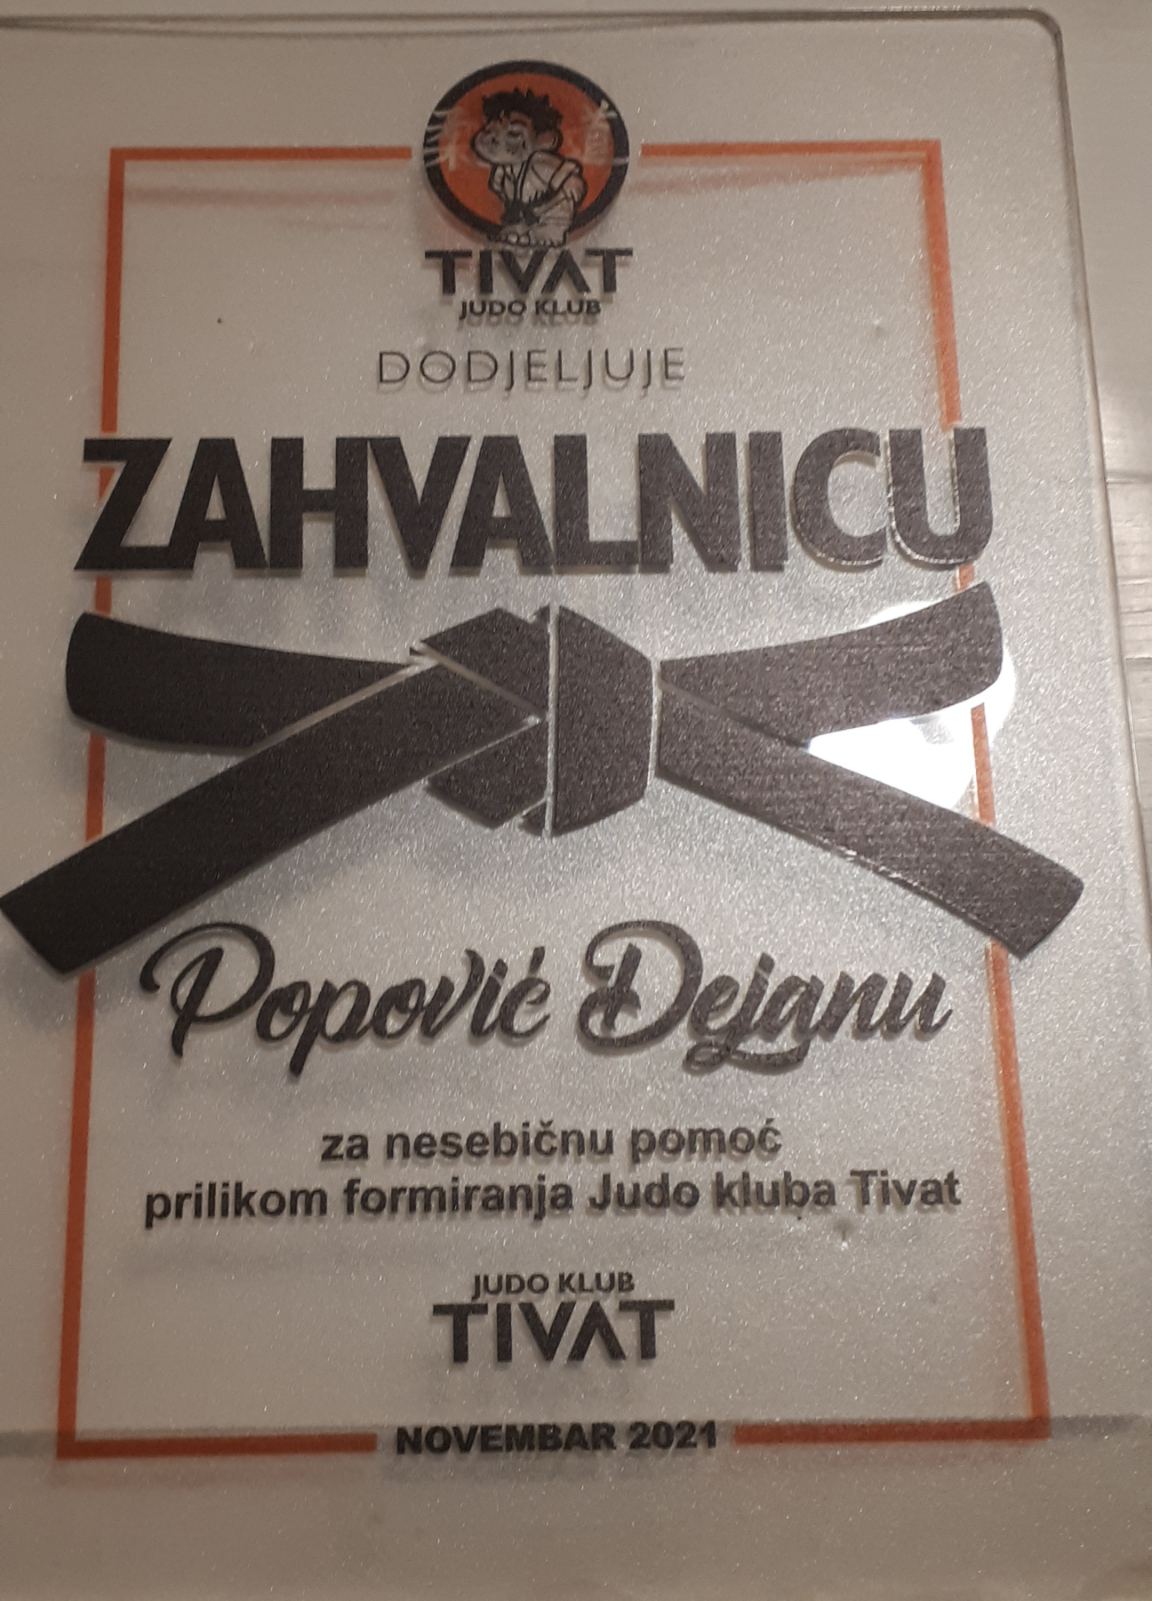 TIVAT
JUDO KLUB
DODJELJUJE
ZAHVALNICU
Popović Dejanu
za nesebičnu pomoć
prilikom formiranja Judo kluba Tivat
JUDO KLUB
TIVAT
NOVEMBAR 2021